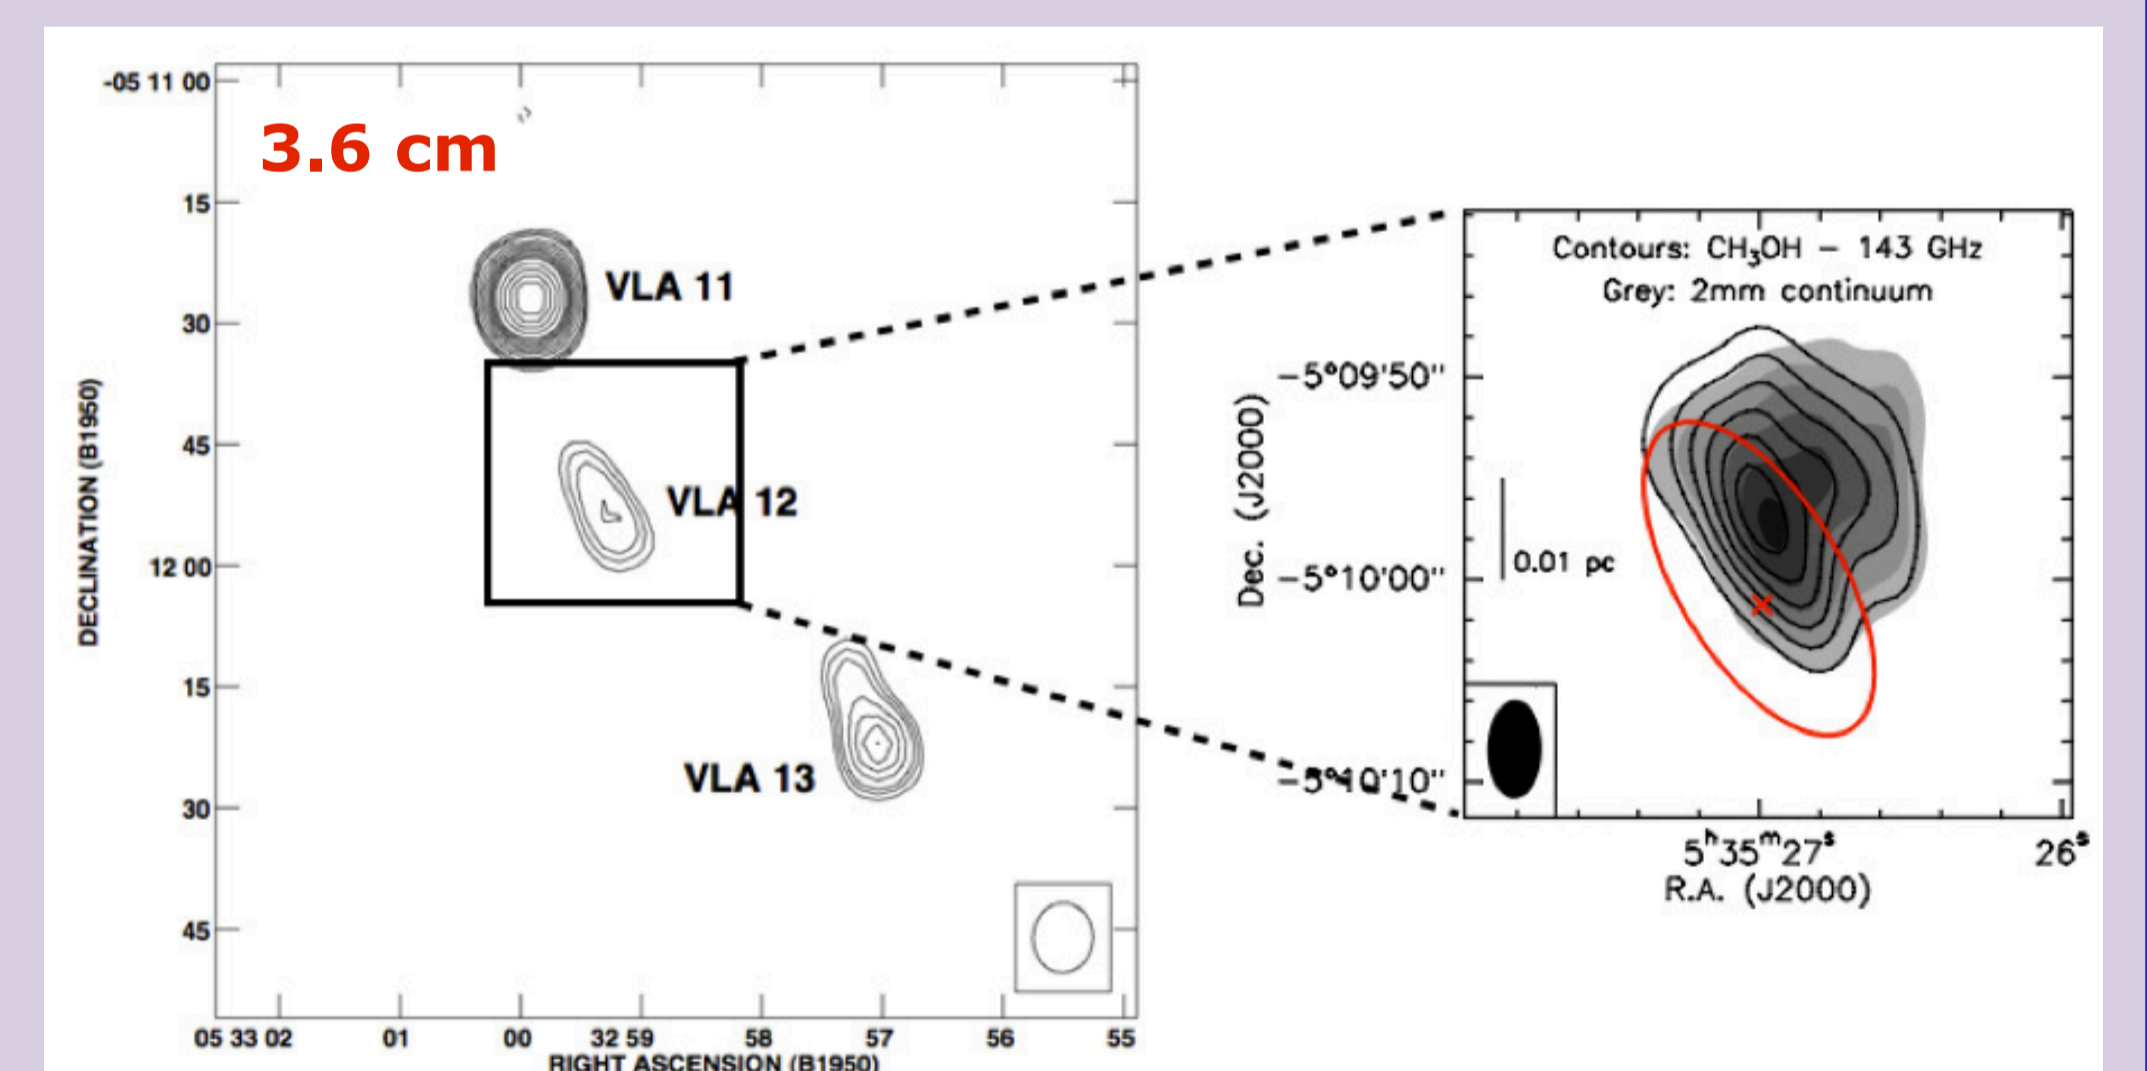 3.6 cm
-05 11 00
15
30
45
12 00
15
30
45
DECLINATION (B1950)
VLA 11
VLA 12
VLA 13
05 33 02 01 00 32 59 58 57 56 55
RIGHT ASCENSION (B1950)
Contours: CH₃OH – 143 GHz
Grey: 2mm continuum
−5°09'50"
−5°10'00"
−5°10'10"
Dec. (J2000)
0.01 pc
5ʰ35ᵐ27ˢ 26ˢ
R.A. (J2000)